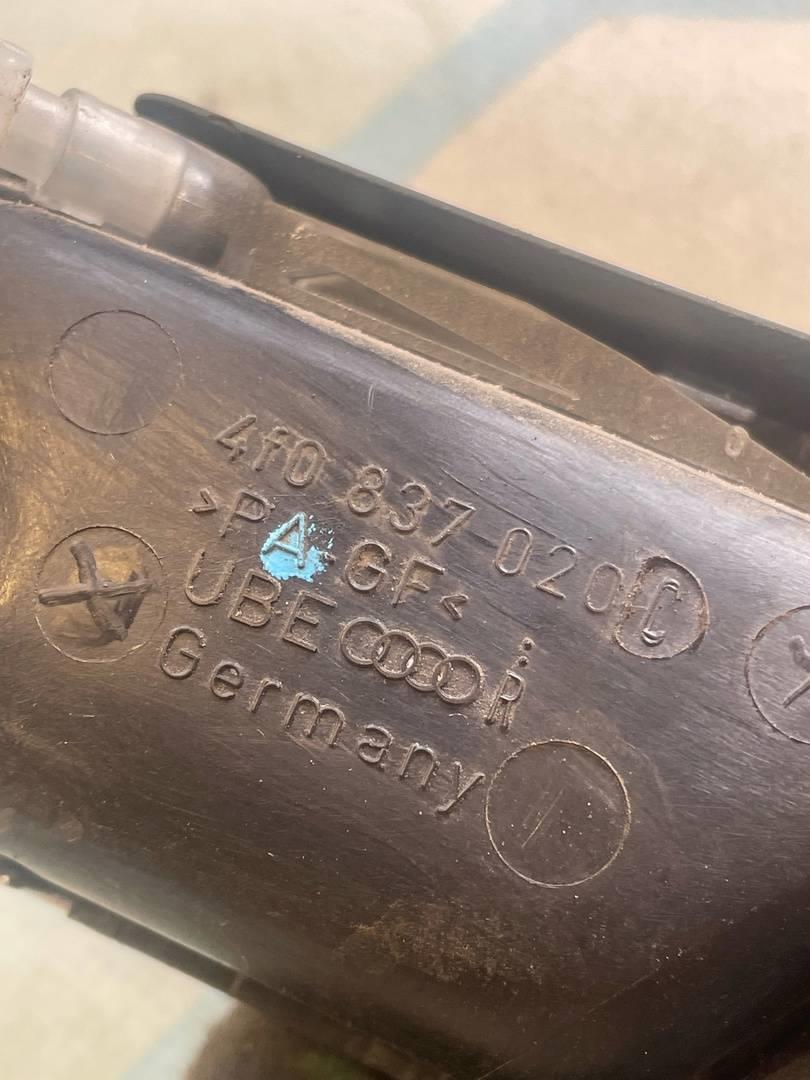 4f0 837 020 C
>PA.GF<
UBE R
Germany